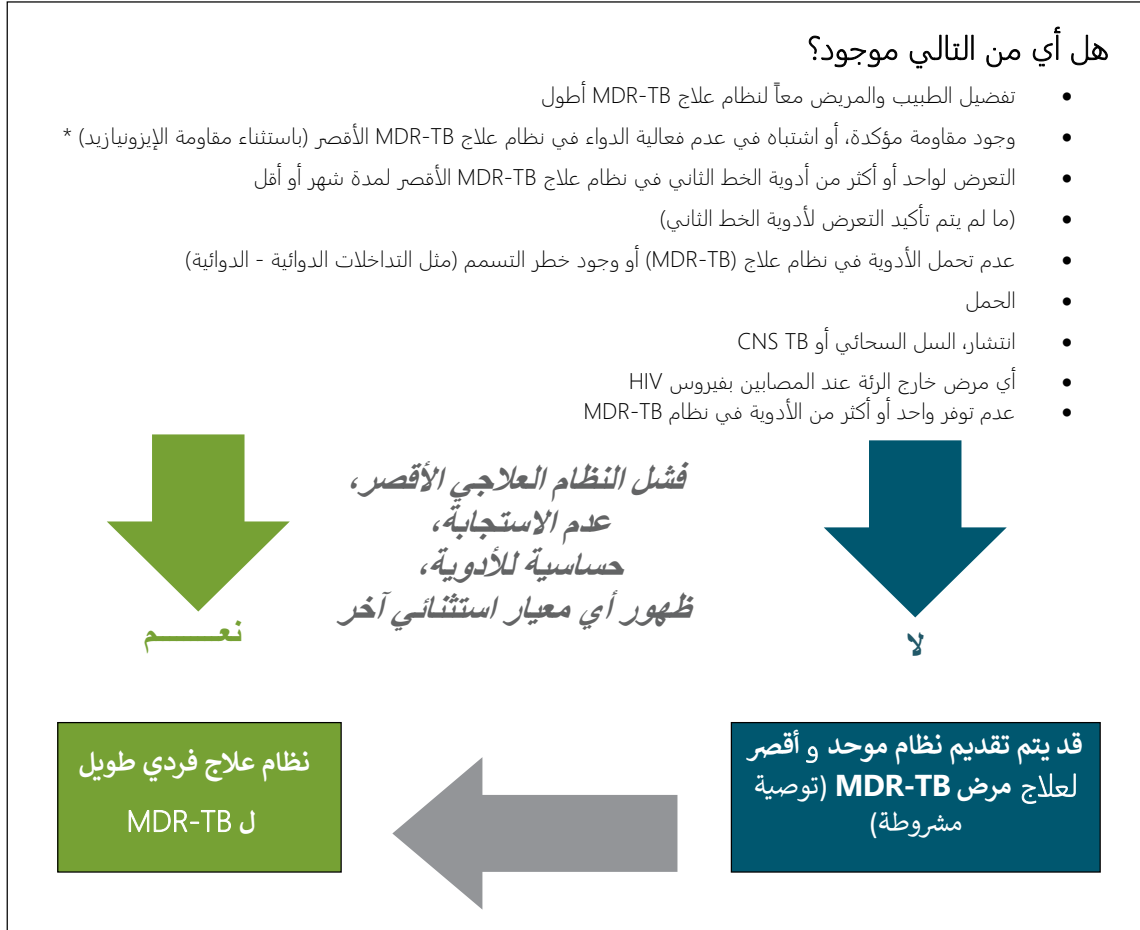 هل أي من التالي موجود؟
• تفضيل الطبيب والمريض معاً لنظام علاج MDR-TB أطول
• وجود مقاومة مؤكدة، أو اشتباه في عدم فعالية الدواء في نظام علاج MDR-TB الأقصر (باستثناء مقاومة الإيزونيازيد) *
• التعرض لواحد أو أكثر من أدوية الخط الثاني في نظام علاج MDR-TB الأقصر لمدة شهر أو أقل
• (ما لم يتم تأكيد التعرض لأدوية الخط الثاني)
• عدم تحمل الأدوية في نظام علاج (MDR-TB) أو وجود خطر التسمم (مثل التداخلات الدوائية - الدوائية)
• الحمل
• انتشار، السل السحائي أو CNS TB
• أي مرض خارج الرئة عند المصابين بفيروس HIV
• عدم توفر واحد أو أكثر من الأدوية في نظام MDR-TB
فشل النظام العلاجي الأقصر،
عدم الاستجابة،
حساسية للأدوية،
ظهور أي معيار استثنائي آخر
لا
نعــــــم
قد يتم تقديم نظام موحد و أقصر
لعلاج مرض MDR-TB (توصية
مشروطة)
نظام علاج فردي طويل
ل MDR-TB